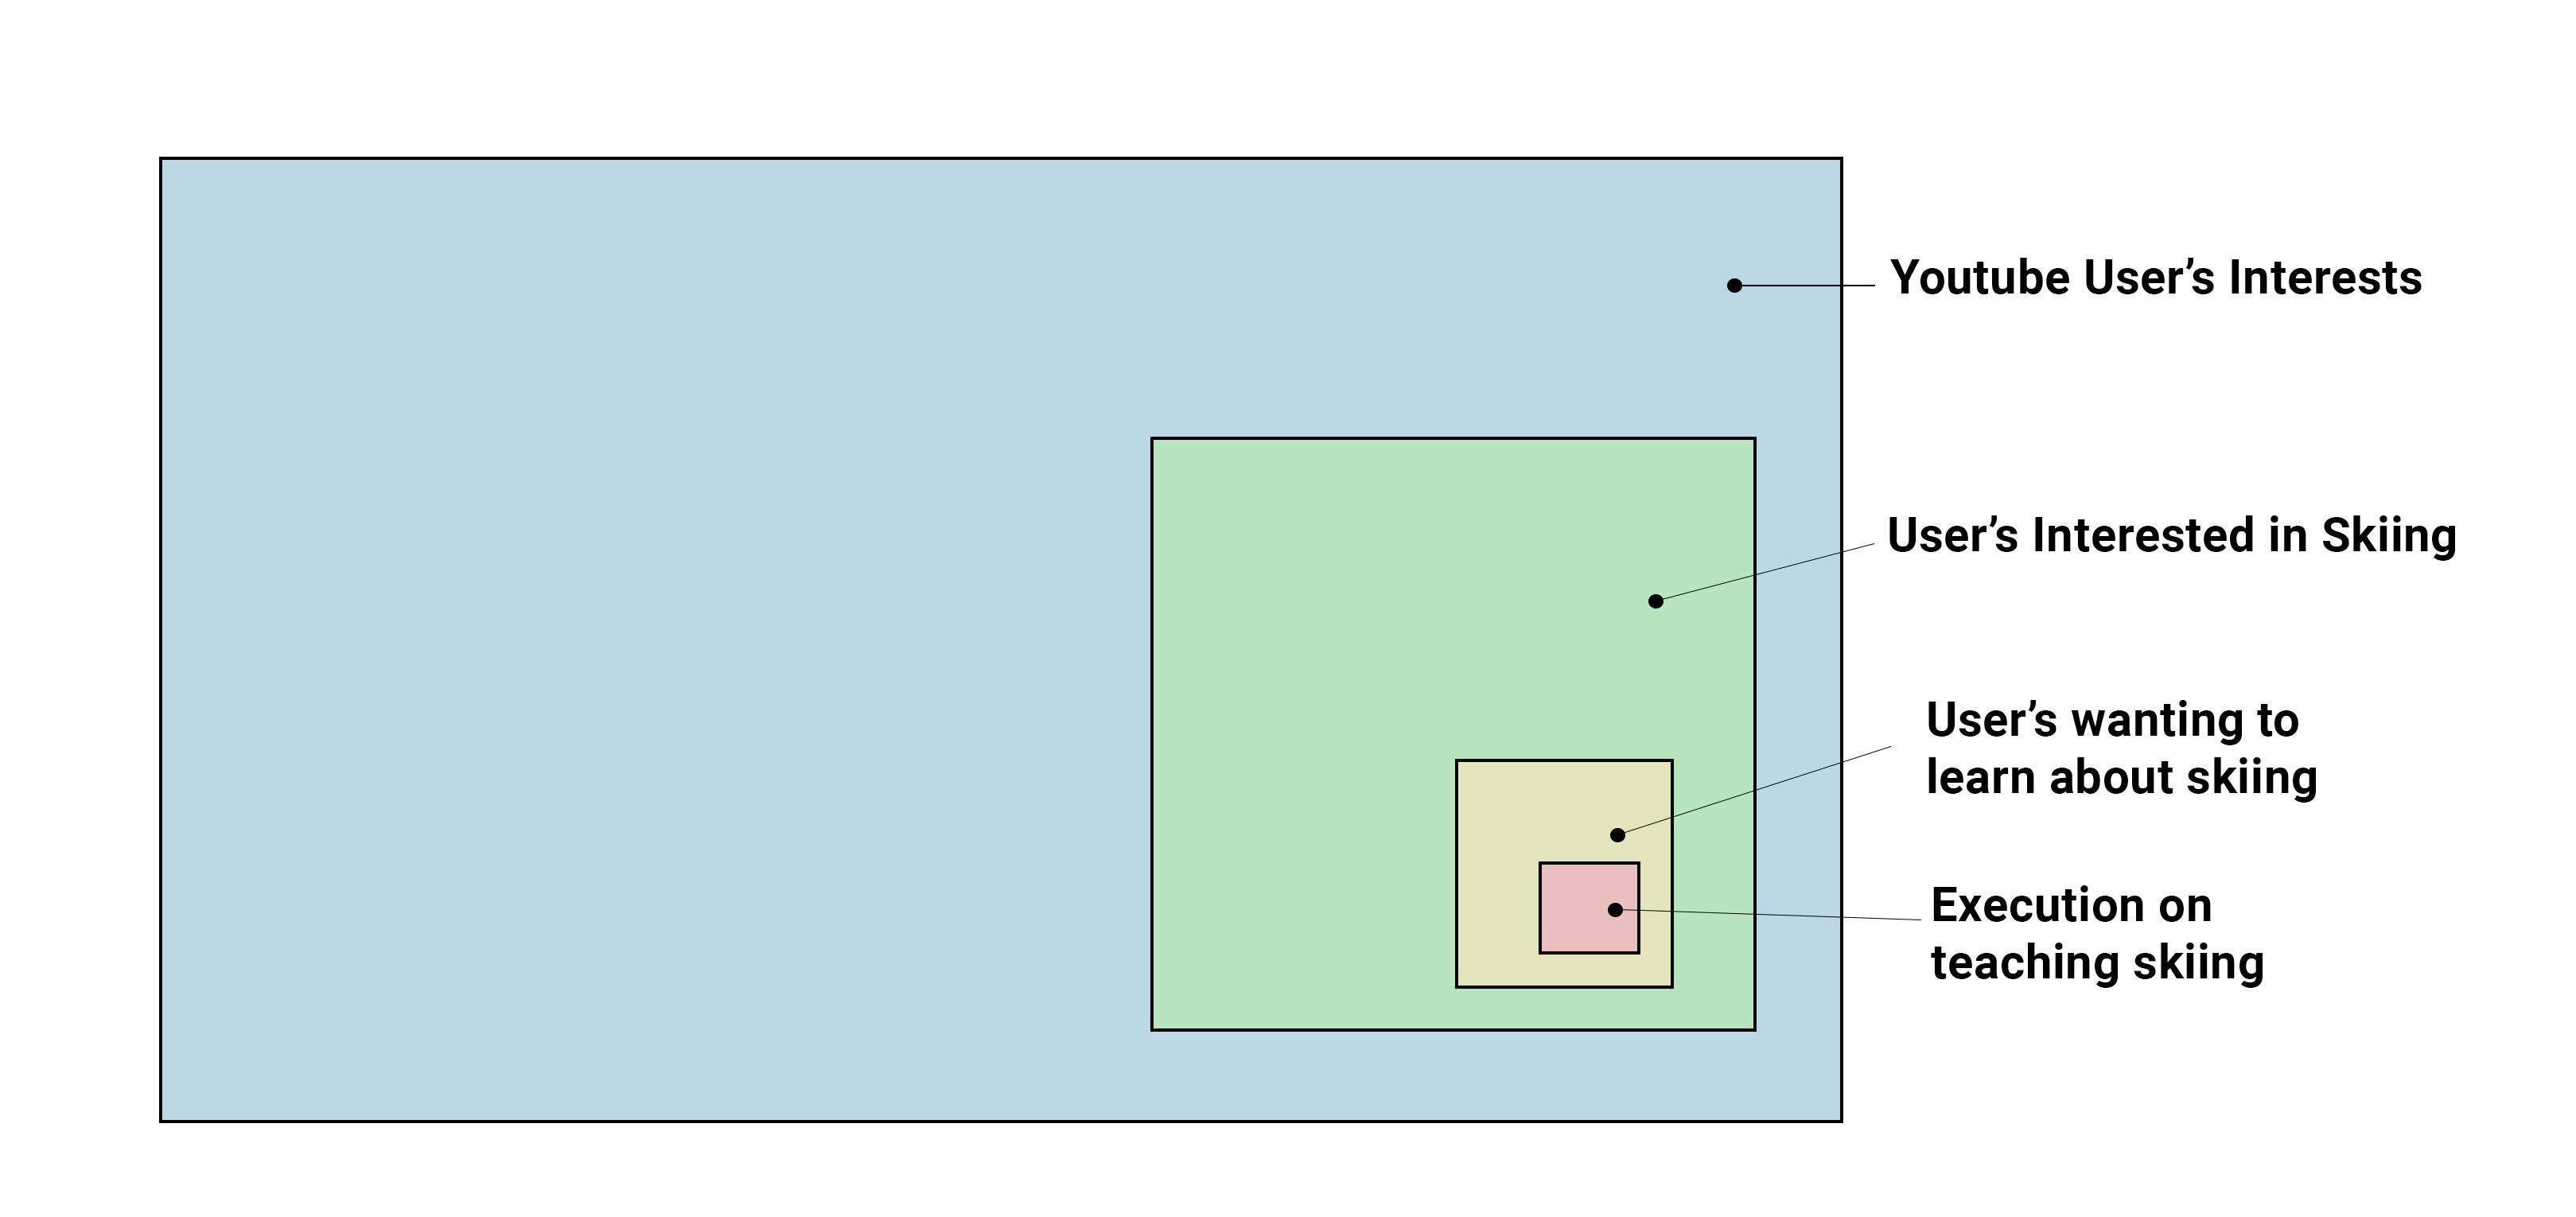 Youtube User’s Interests
User’s Interested in Skiing
User’s wanting to
learn about skiing
Execution on
teaching skiing